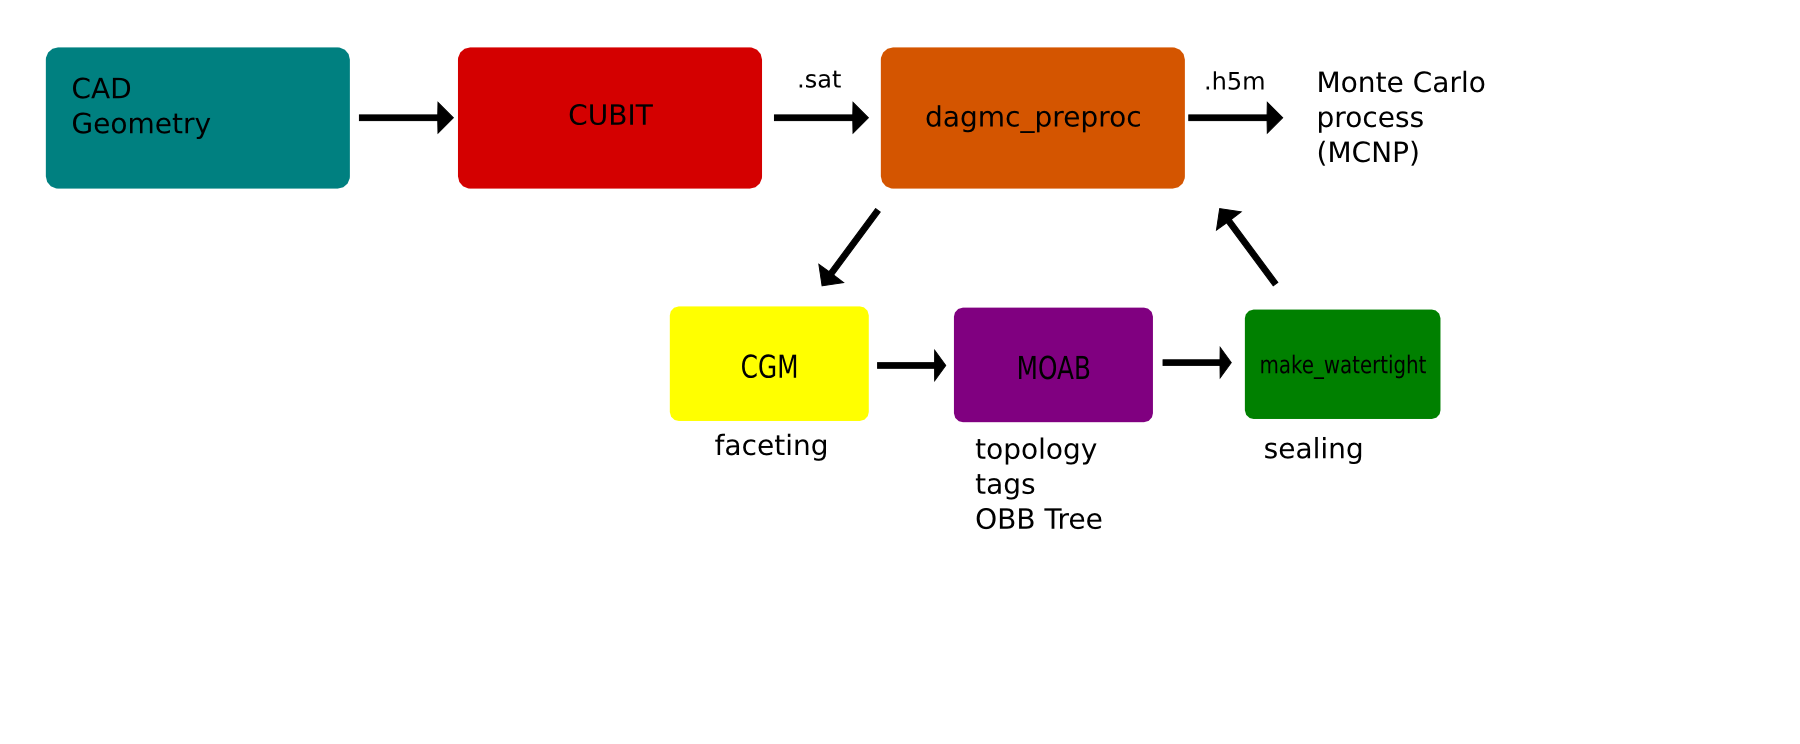 CAD
Geometry
CUBIT
.sat
dagmc_preproc
.h5m
Monte Carlo
process
(MCNP)
CGM
MOAB
make_watertight
faceting
topology
tags
OBB Tree
sealing